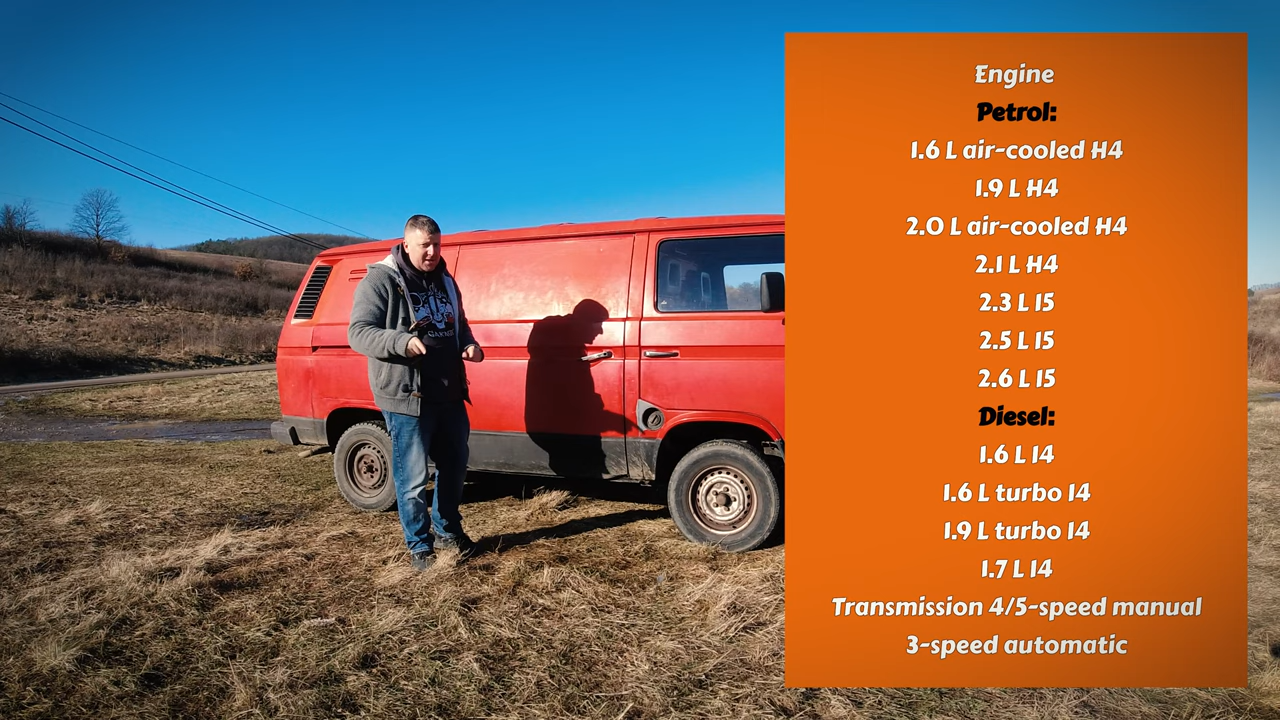 Engine
Petrol:
1.6 L air-cooled H4
1.9 L H4
2.0 L air-cooled H4
2.1 L H4
2.3 L I5
2.5 L I5
2.6 L I5
Diesel:
1.6 L I4
1.6 L turbo I4
1.9 L turbo I4
1.7 L I4
Transmission 4/5-speed manual
3-speed automatic